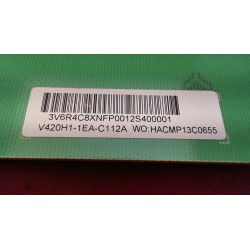 3V6R4C8XNFP0012S400001
V420H1-1EA-C112A WO:HACMP13C0655